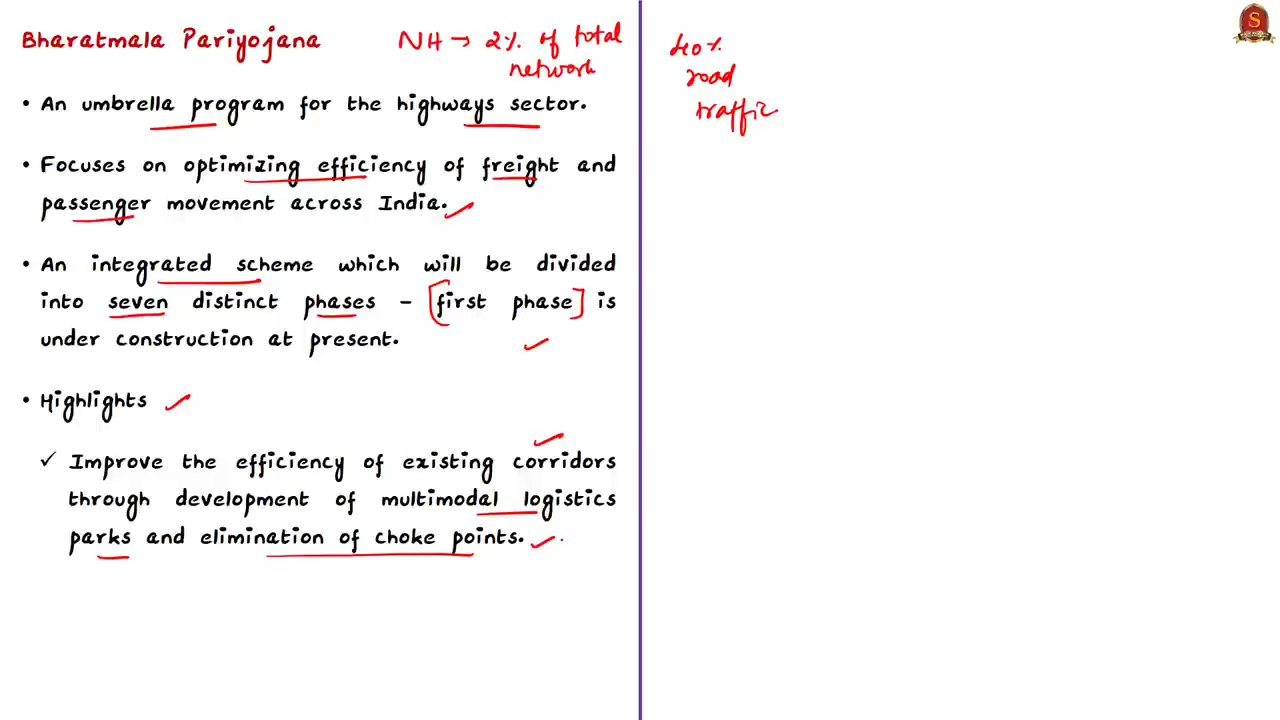 Bharatmala Pariyojana
NH → 2% of total
network
• An umbrella program for the highways sector.
• Focuses on optimizing efficiency of freight and
passenger movement across India.
• An integrated scheme which will be divided
into seven distinct phases – [first phase] is
under construction at present.
• Highlights
✓ Improve the efficiency of existing corridors
through development of multimodal logistics
parks and elimination of choke points.
40%
road
traffic
S